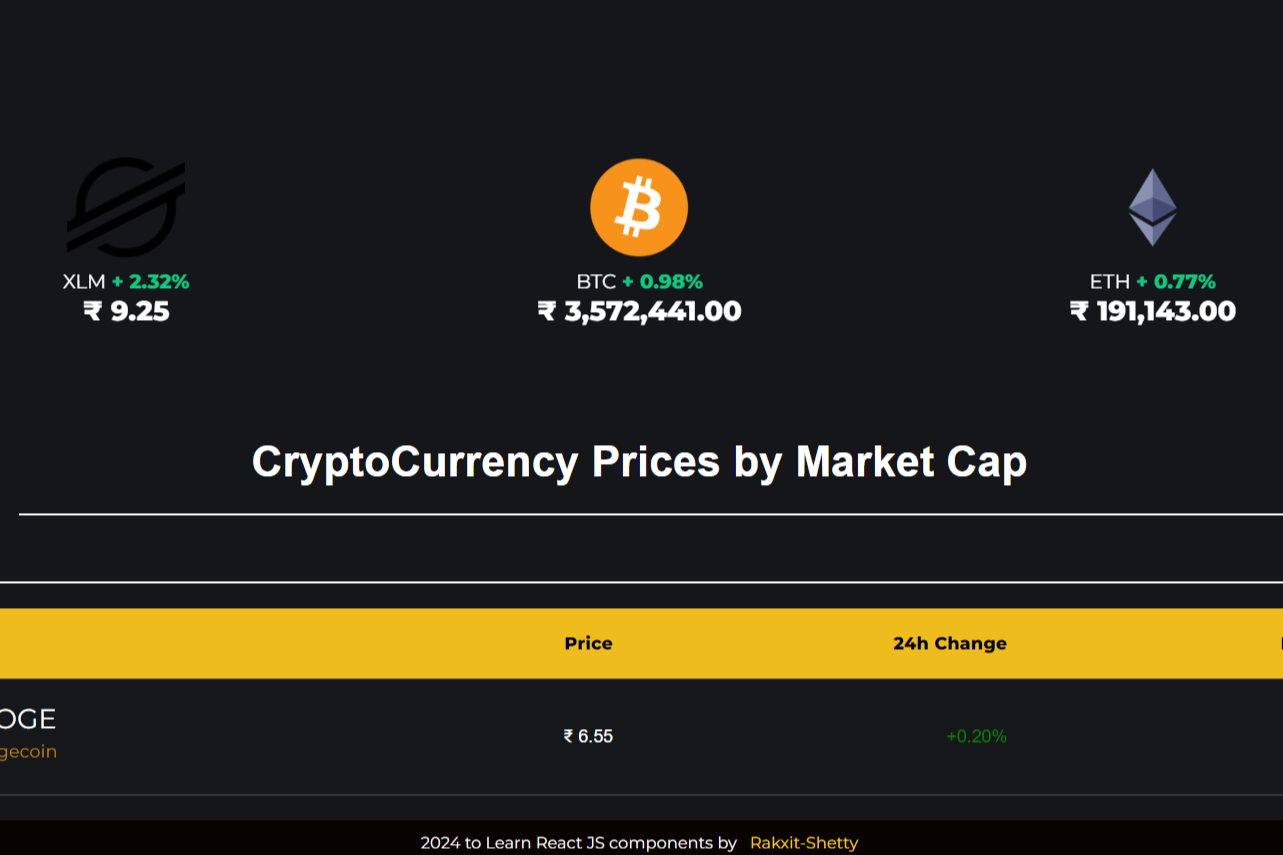 XLM + 2.32%
₹ 9.25
BTC + 0.98%
₹ 3,572,441.00
ETH + 0.77%
₹ 191,143.00
CryptoCurrency Prices by Market Cap
Price 24h Change
OGE
gecoin
₹ 6.55
+0.20%
2024 to Learn React JS components by Rakxit-Shetty